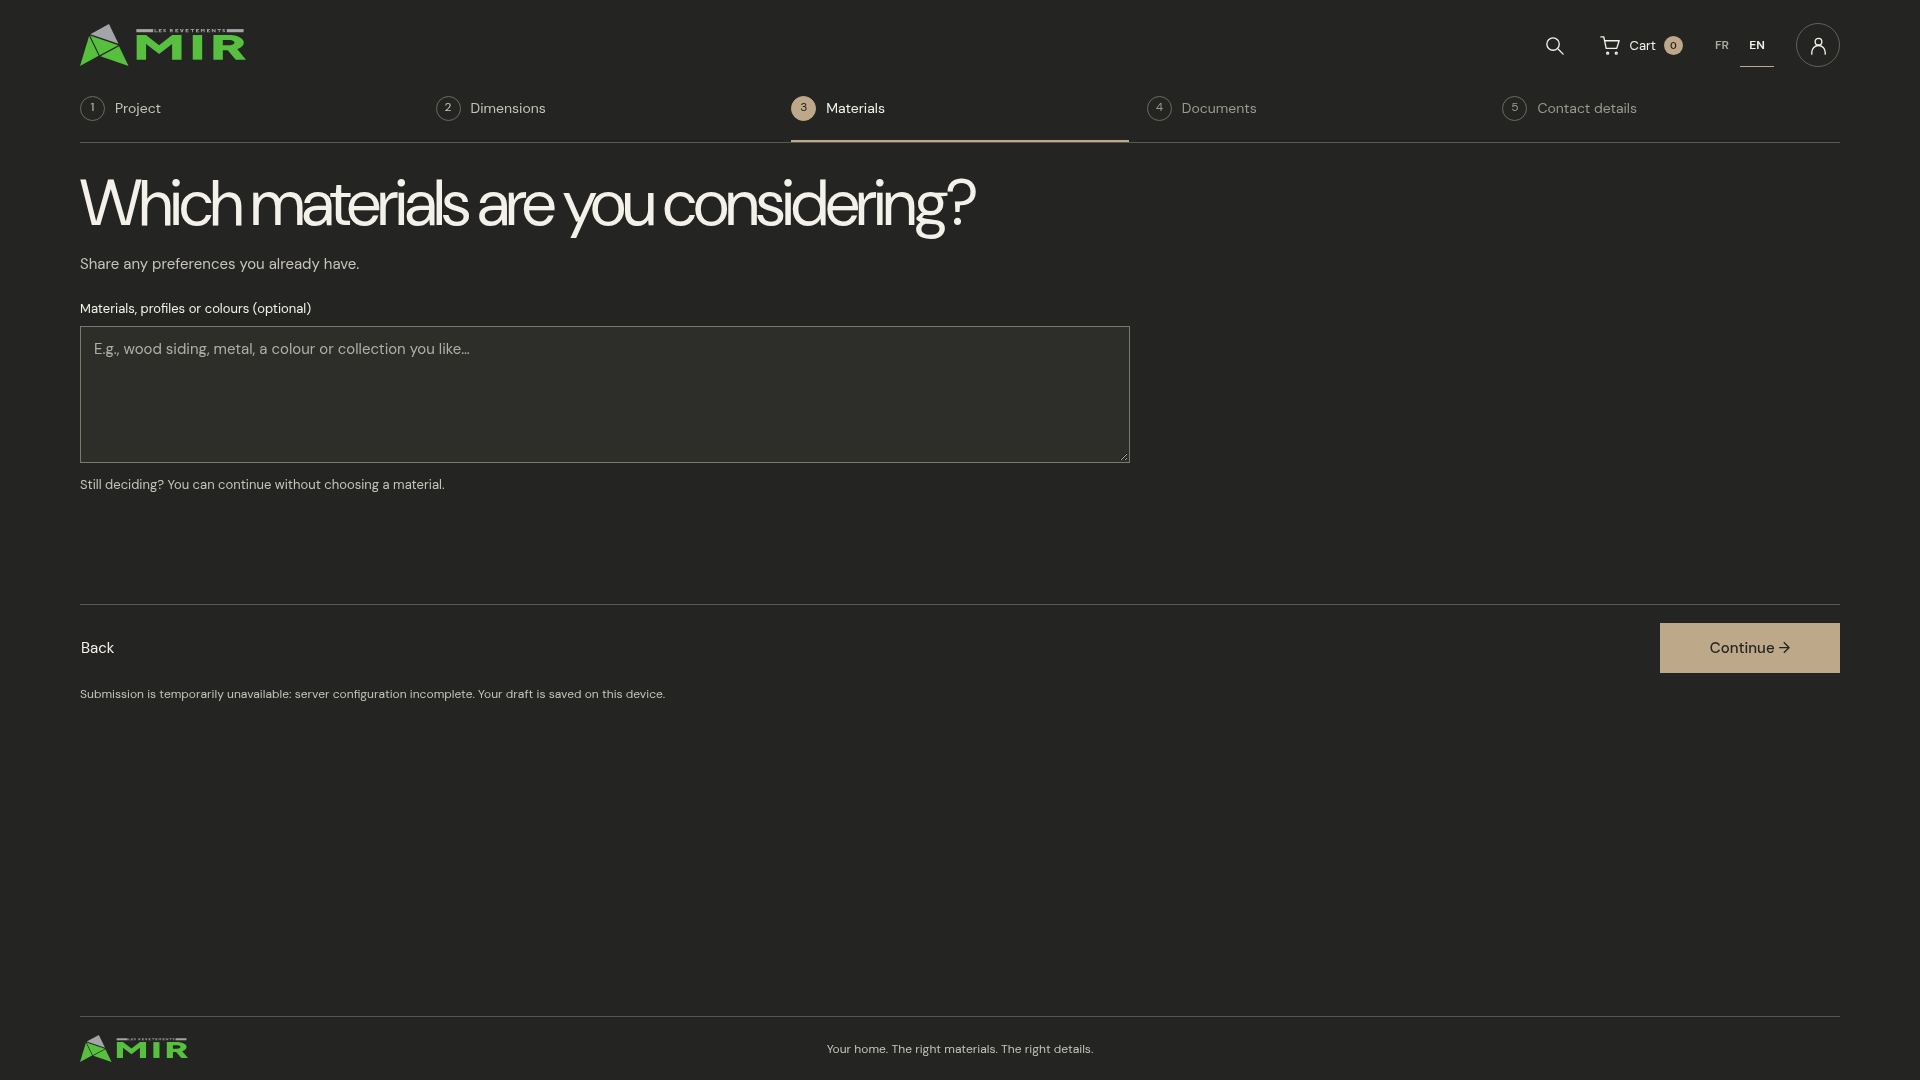 LES REVÊTEMENTS
MIR
Cart 0
FR EN
1 Project
2 Dimensions
3 Materials
4 Documents
5 Contact details
Which materials are you considering?
Share any preferences you already have.
Materials, profiles or colours (optional)
E.g., wood siding, metal, a colour or collection you like…
Still deciding? You can continue without choosing a material.
Back
Continue →
Submission is temporarily unavailable: server configuration incomplete. Your draft is saved on this device.
LES REVÊTEMENTS
MIR
Your home. The right materials. The right details.